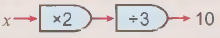 x → ×2 → ÷3 → 10